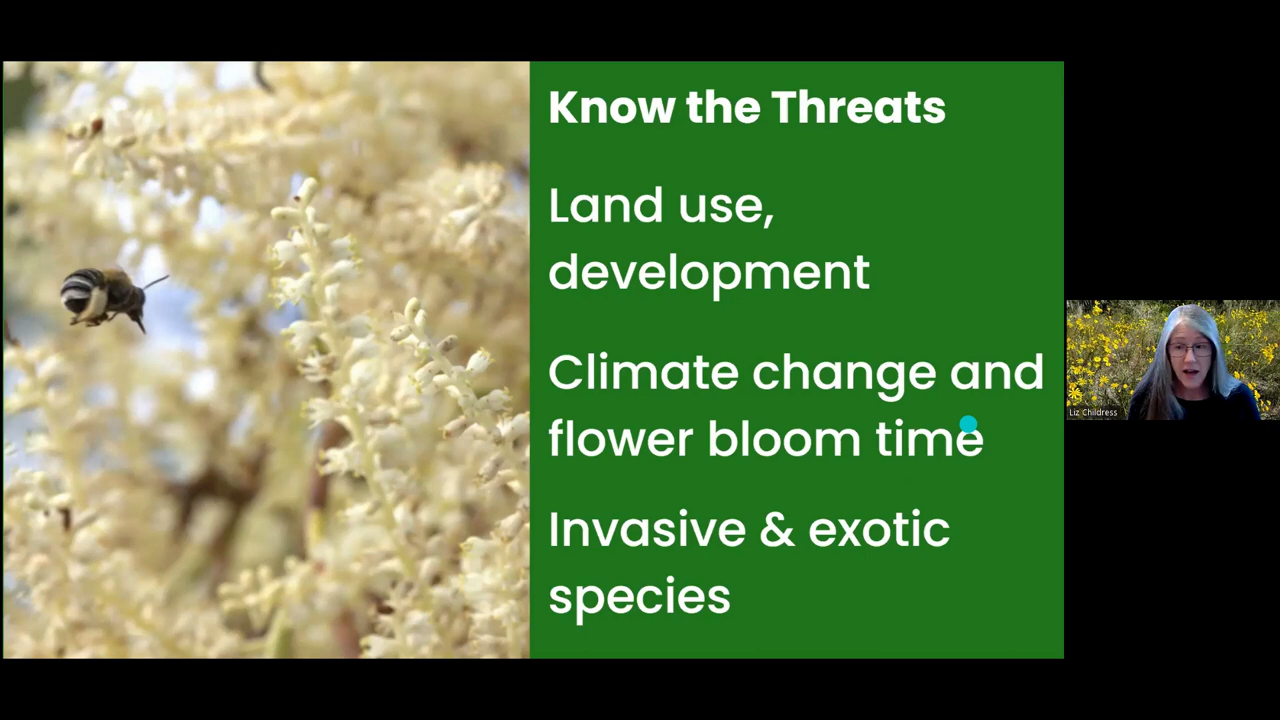 Know the Threats
Land use,
development
Climate change and
flower bloom time
Invasive & exotic
species
Liz Childress